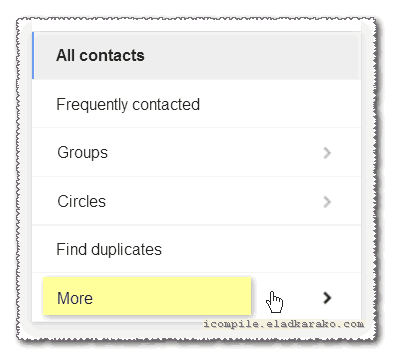 All contacts
Frequently contacted
Groups
Circles
Find duplicates
More
icompile.eladkarako.com